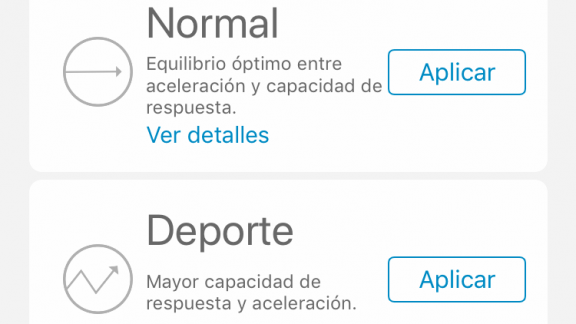 Normal
Equilibrio óptimo entre
aceleración y capacidad de
respuesta.
Aplicar
Ver detalles
Deporte
Mayor capacidad de
respuesta y aceleración.
Aplicar